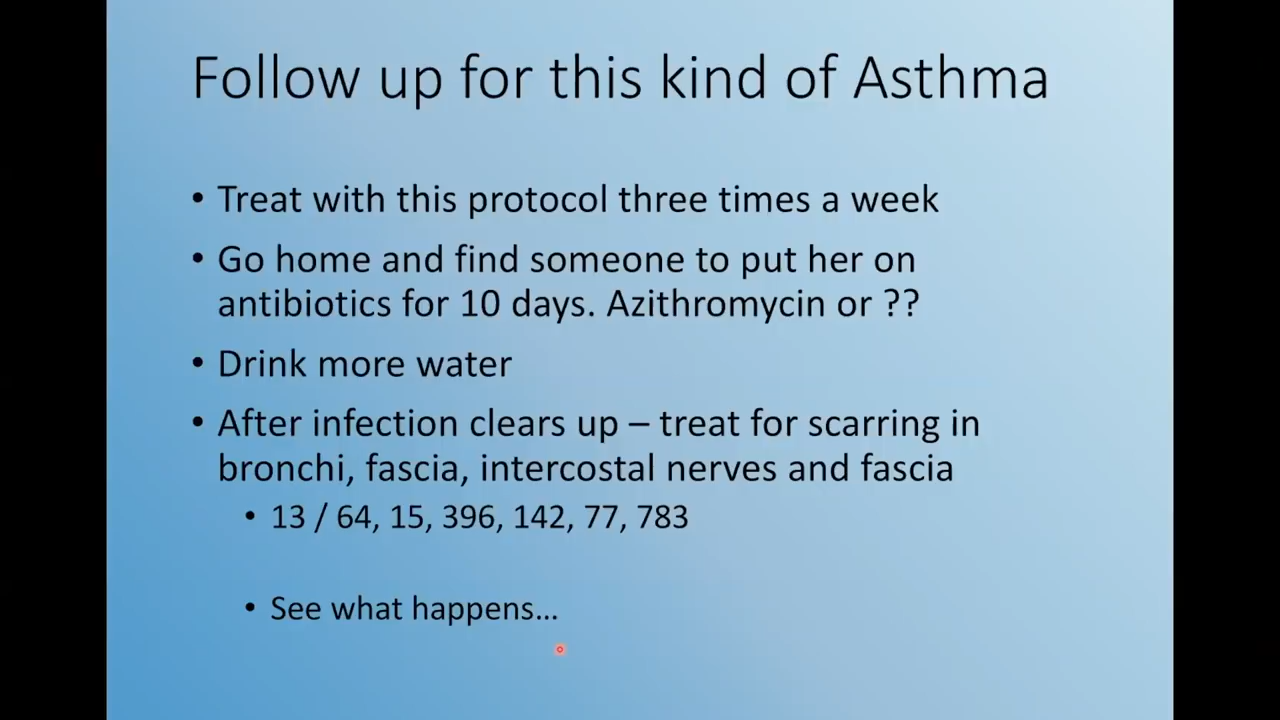 Follow up for this kind of Asthma
• Treat with this protocol three times a week
• Go home and find someone to put her on
antibiotics for 10 days. Azithromycin or ??
• Drink more water
• After infection clears up – treat for scarring in
bronchi, fascia, intercostal nerves and fascia
• 13 / 64, 15, 396, 142, 77, 783
• See what happens…